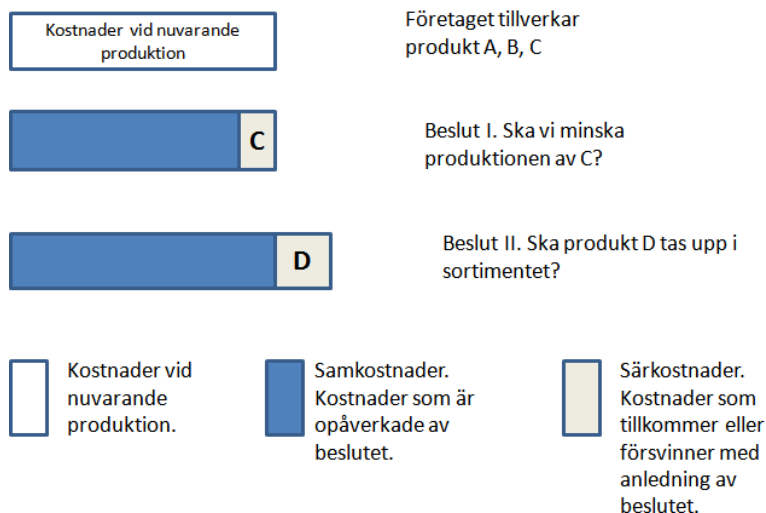 Kostnader vid nuvarande
produktion
Företaget tillverkar
produkt A, B, C
C
Beslut I. Ska vi minska
produktionen av C?
D
Beslut II. Ska produkt D tas upp i
sortimentet?
Kostnader vid
nuvarande
produktion.
Samkostnader.
Kostnader som är
opåverkade av
beslutet.
Särkostnader.
Kostnader som
tillkommer eller
försvinner med
anledning av
beslutet.